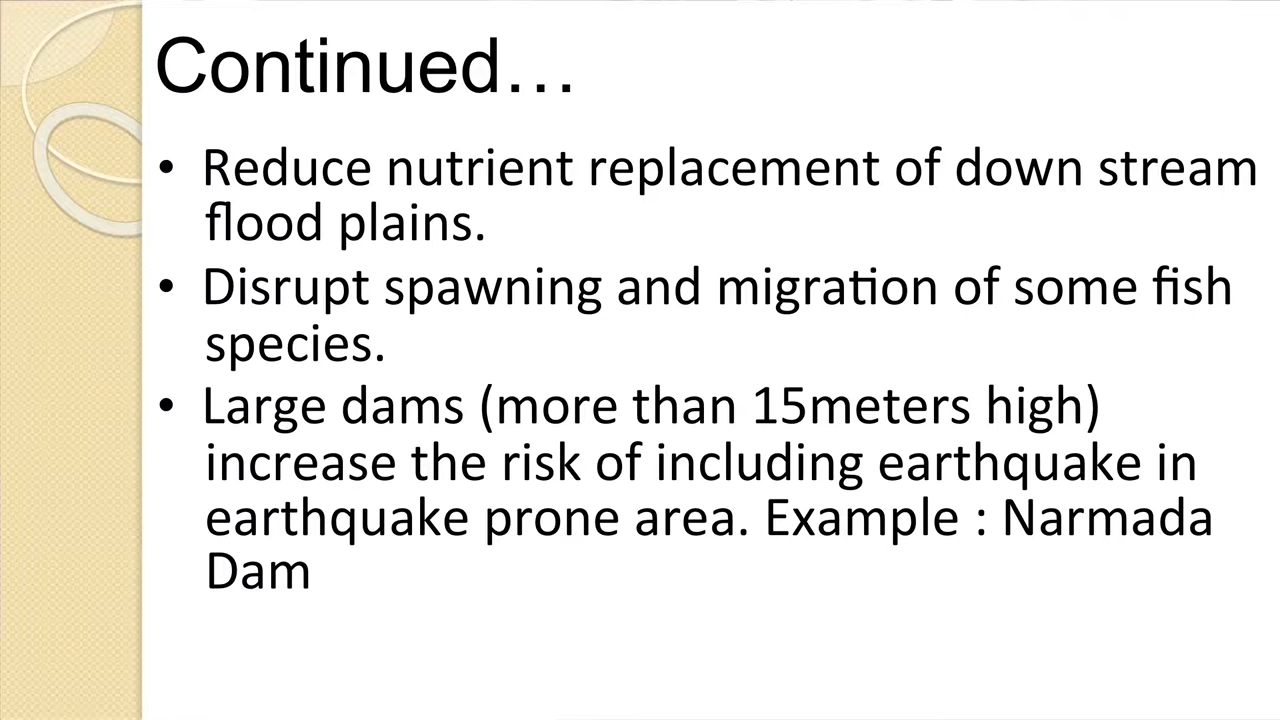 Continued…
• Reduce nutrient replacement of down stream
flood plains.
• Disrupt spawning and migration of some fish
species.
• Large dams (more than 15meters high)
increase the risk of including earthquake in
earthquake prone area. Example : Narmada
Dam